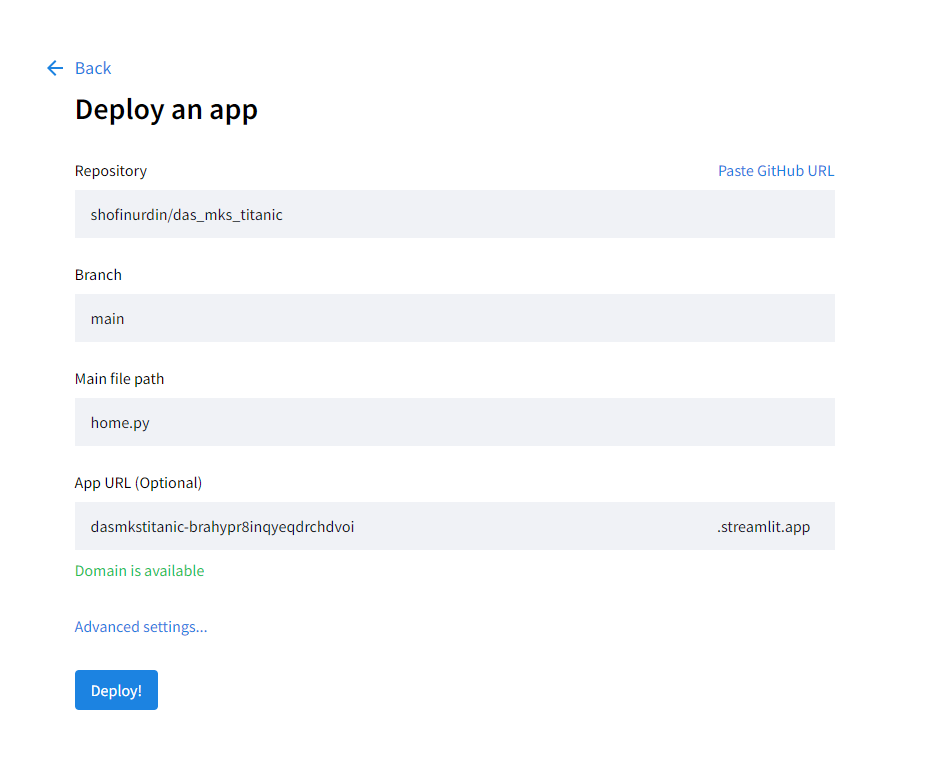 Back
Deploy an app
Repository
Paste GitHub URL
shofinurdin/das_mks_titanic
Branch
main
Main file path
home.py
App URL (Optional)
dasmkstitanic-brahypr8inqyeqdrchdvoi
.streamlit.app
Domain is available
Advanced settings...
Deploy!